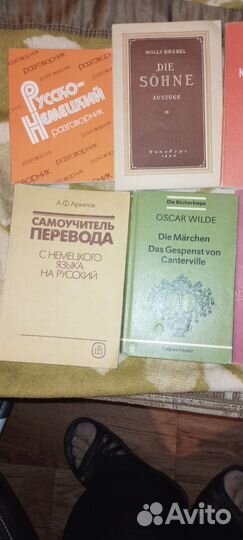 разговорник
Русско-
Немецкий
разговорник
WILLI BREDEL
DIE
SÖHNE
AUSZÜGE
А.Ф. Архипов
САМОУЧИТЕЛЬ
ПЕРЕВОДА
С НЕМЕЦКОГО
ЯЗЫКА
НА РУССКИЙ
Die Bücherkiepe
OSCAR WILDE
Die Märchen
Das Gespenst von
Canterville
Avito